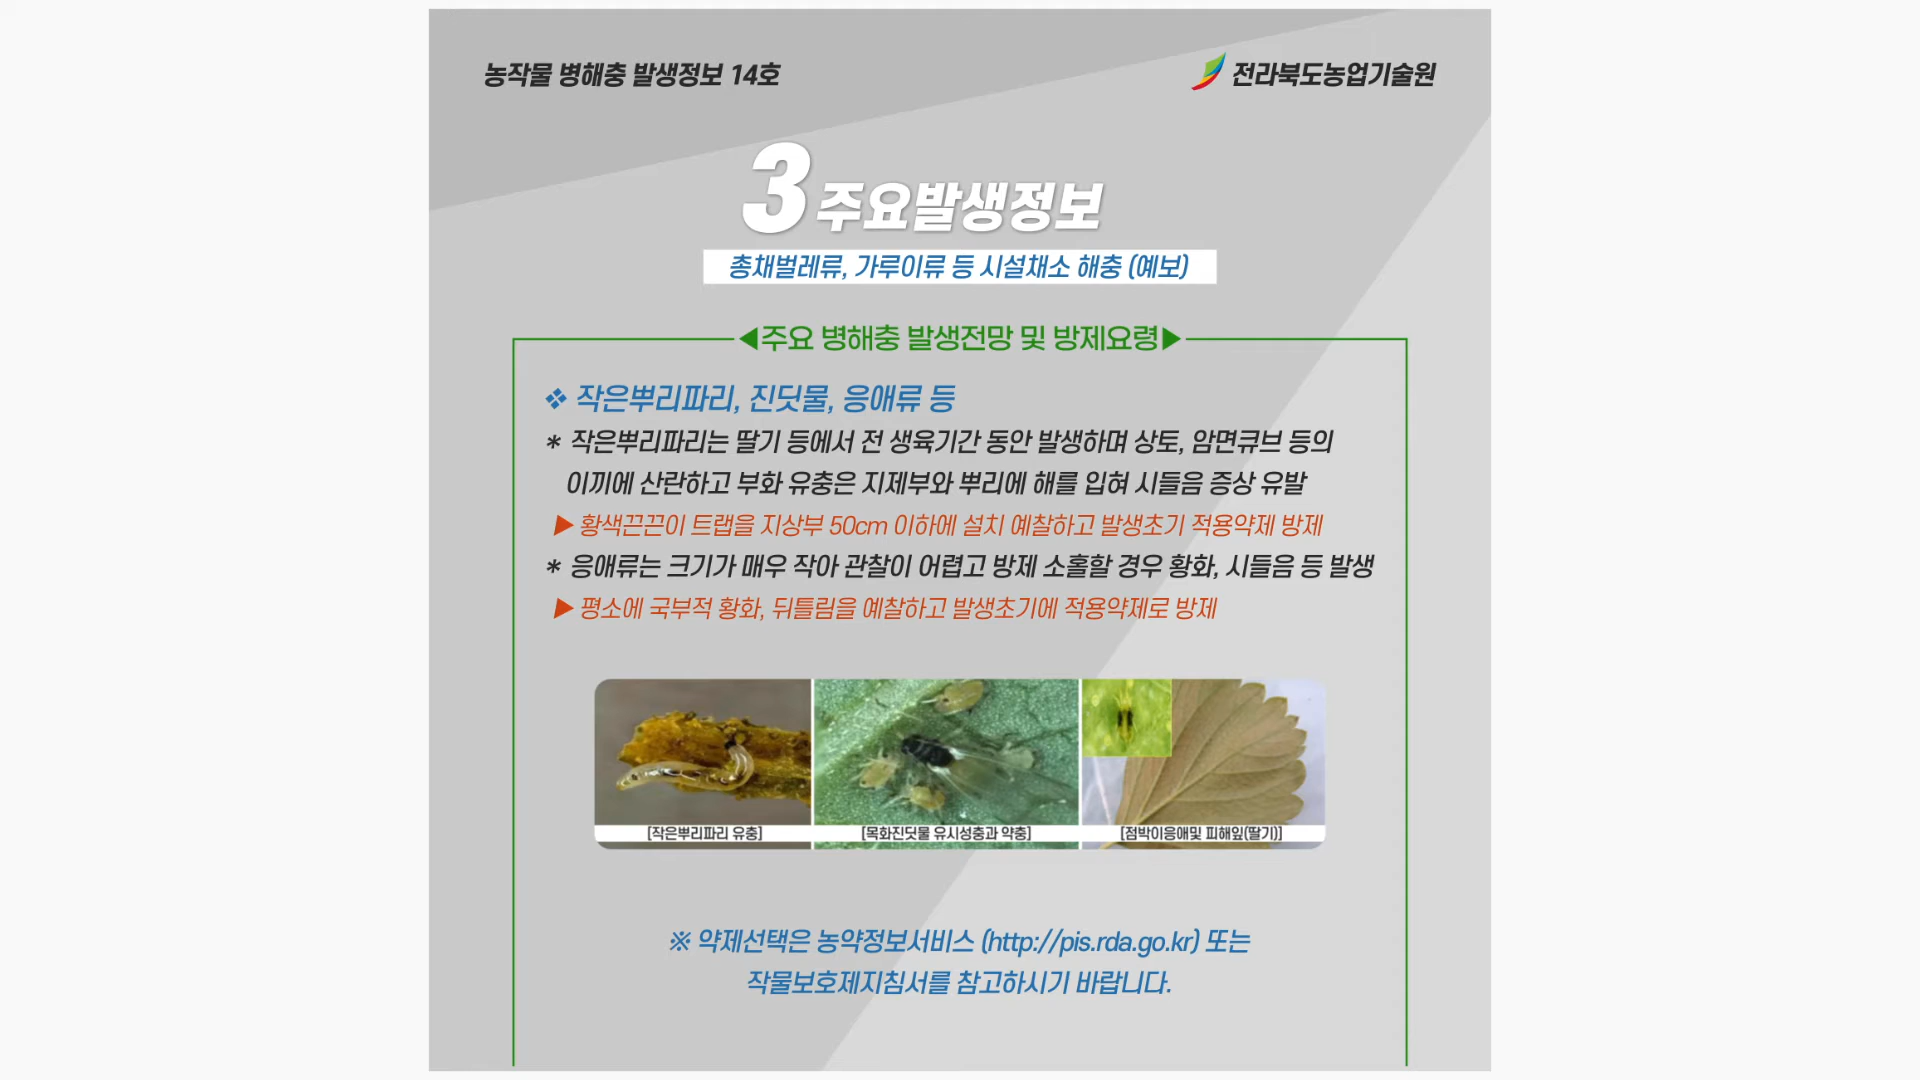 농작물 병해충 발생정보 14호
전라북도농업기술원
3 주요발생정보
총채벌레류, 가루이류 등 시설채소 해충 (예보)
◀주요 병해충 발생전망 및 방제요령▶
❖ 작은뿌리파리, 진딧물, 응애류 등
* 작은뿌리파리는 딸기 등에서 전 생육기간 동안 발생하며 상토, 암면큐브 등의
이끼에 산란하고 부화 유충은 지제부와 뿌리에 해를 입혀 시들음 증상 유발
▶ 황색끈끈이 트랩을 지상부 50cm 이하에 설치 예찰하고 발생초기 적용약제 방제
* 응애류는 크기가 매우 작아 관찰이 어렵고 방제 소홀할 경우 황화, 시들음 등 발생
▶ 평소에 국부적 황화, 뒤틀림을 예찰하고 발생초기에 적용약제로 방제
[작은뿌리파리 유충]
[목화진딧물 유시성충과 약충]
[점박이응애및 피해잎(딸기)]
※ 약제선택은 농약정보서비스 (http://pis.rda.go.kr) 또는
작물보호제지침서를 참고하시기 바랍니다.